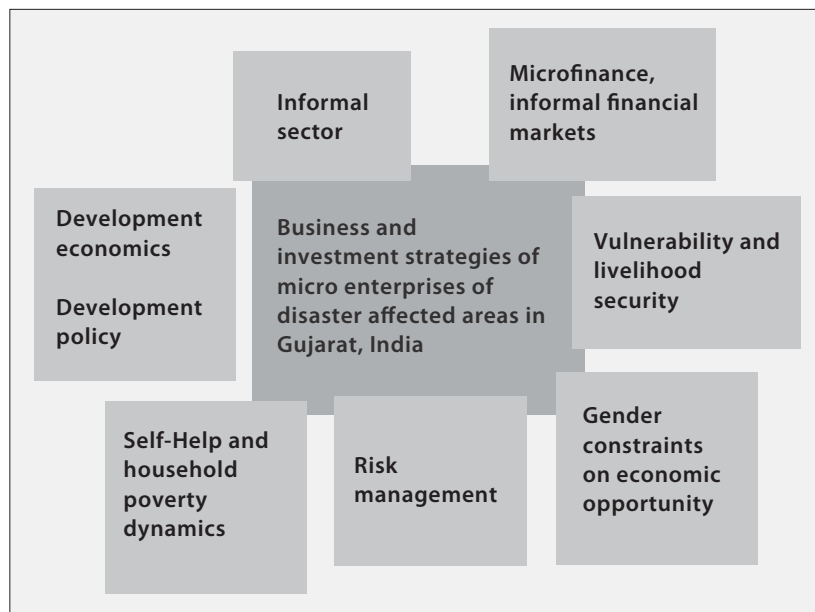 Informal
sector
Microfinance,
informal financial
markets
Development
economics
Development
policy
Business and
investment strategies of
micro enterprises of
disaster affected areas in
Gujarat, India
Vulnerability and
livelihood
security
Self-Help and
household
poverty
dynamics
Risk
management
Gender
constraints
on economic
opportunity